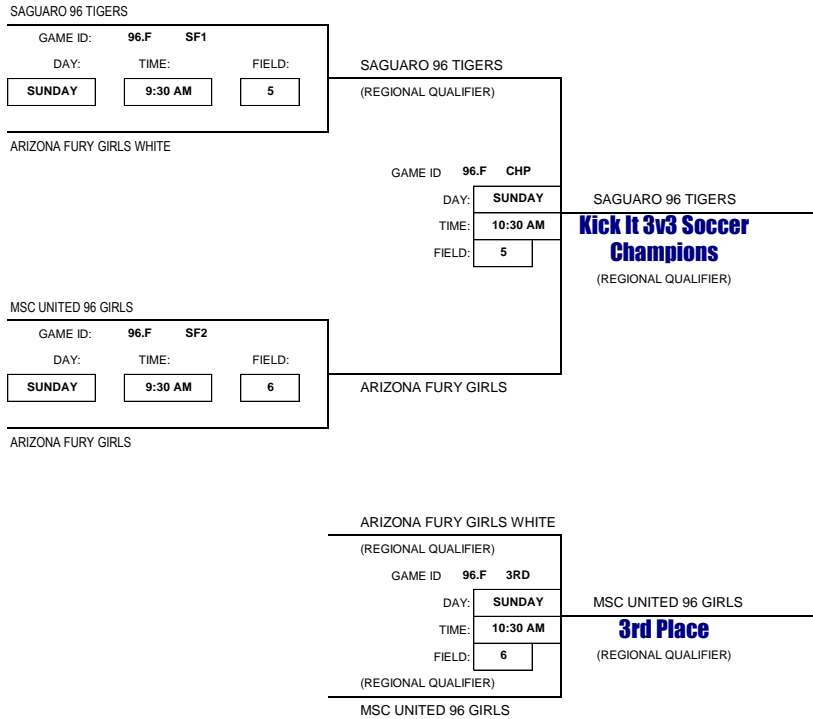 SAGUARO 96 TIGERS
GAME ID: 96.F SF1
DAY: TIME: FIELD:
SUNDAY 9:30 AM 5
ARIZONA FURY GIRLS WHITE
SAGUARO 96 TIGERS
(REGIONAL QUALIFIER)
GAME ID 96.F CHP
DAY: SUNDAY
TIME: 10:30 AM
FIELD: 5
SAGUARO 96 TIGERS
Kick It 3v3 Soccer
Champions
(REGIONAL QUALIFIER)
MSC UNITED 96 GIRLS
GAME ID: 96.F SF2
DAY: TIME: FIELD:
SUNDAY 9:30 AM 6
ARIZONA FURY GIRLS
ARIZONA FURY GIRLS
ARIZONA FURY GIRLS WHITE
(REGIONAL QUALIFIER)
GAME ID 96.F 3RD
DAY: SUNDAY
TIME: 10:30 AM
FIELD: 6
(REGIONAL QUALIFIER)
MSC UNITED 96 GIRLS
MSC UNITED 96 GIRLS
3rd Place
(REGIONAL QUALIFIER)